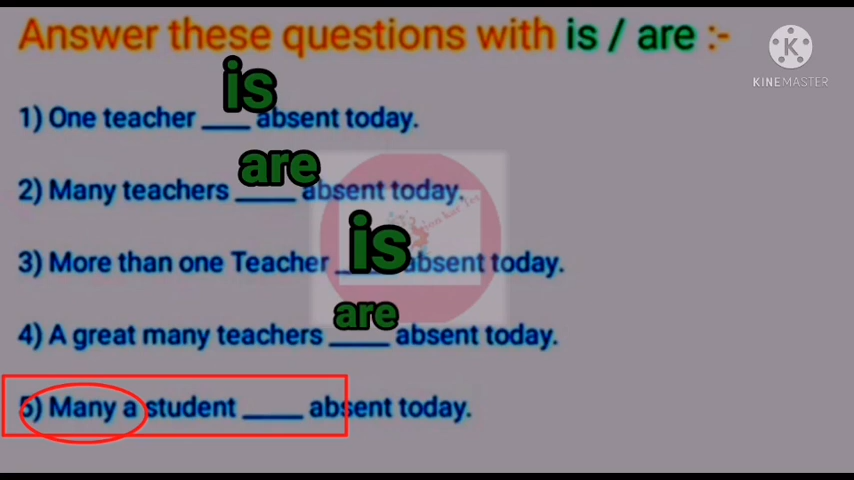 Answer these questions with is / are :-
KINEMASTER
is
1) One teacher ____ absent today.
are
2) Many teachers _____ absent today.
is
3) More than one Teacher _____ absent today.
are
4) A great many teachers _____ absent today.
5) Many a student _____ absent today.